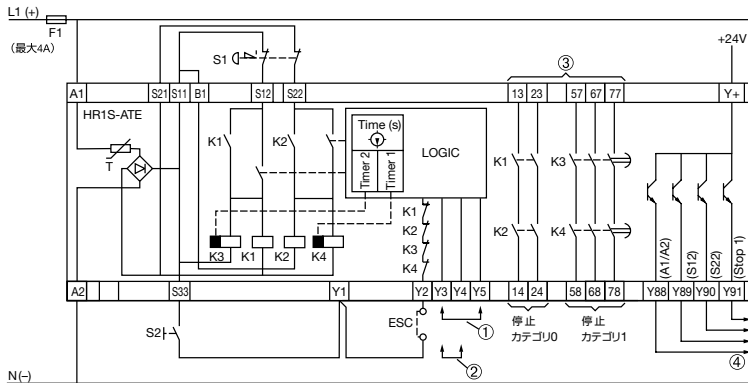 L1 (+)
F1
(最大4A)
S1
③
+24V
A1
S21
S11
B1
S12
S22
13
23
57
67
77
Y+
HR1S-ATE
T
K1
K2
Time (s)
Timer 2
Timer 1
LOGIC
K1
K3
K2
K4
K1
K2
K3
K4
K3
K1
K2
K4
(A1/A2)
(S12)
(S22)
(Stop 1)
A2
S33
Y1
Y2
Y3
Y4
Y5
14
24
58
68
78
Y88
Y89
Y90
Y91
S2
ESC
①
②
停止
カテゴリ0
停止
カテゴリ1
④
N(−)